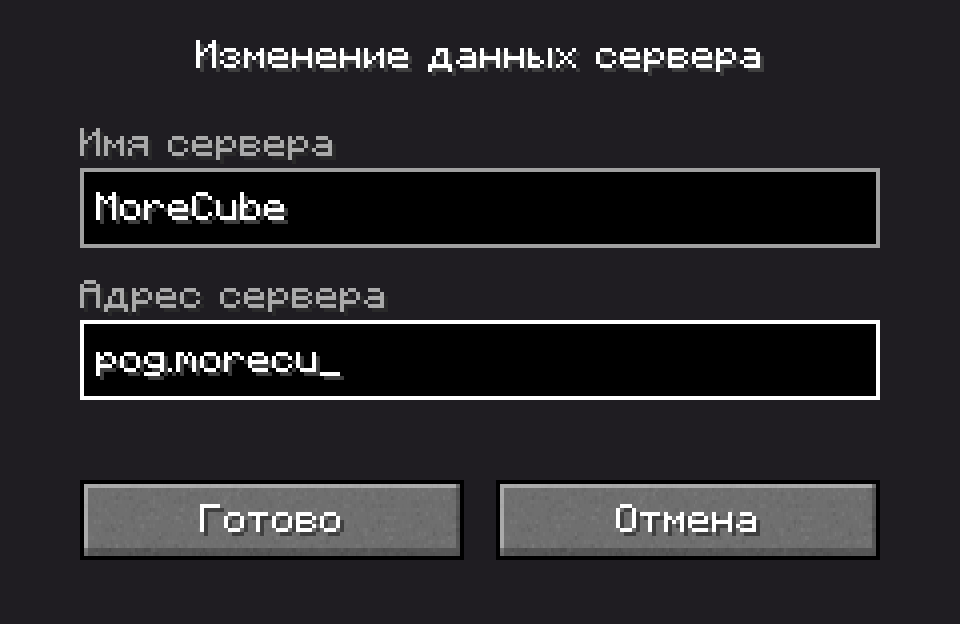 Изменение данных сервера
Имя сервера
MoreCube
Адрес сервера
pog.morecu_
Готово
Отмена